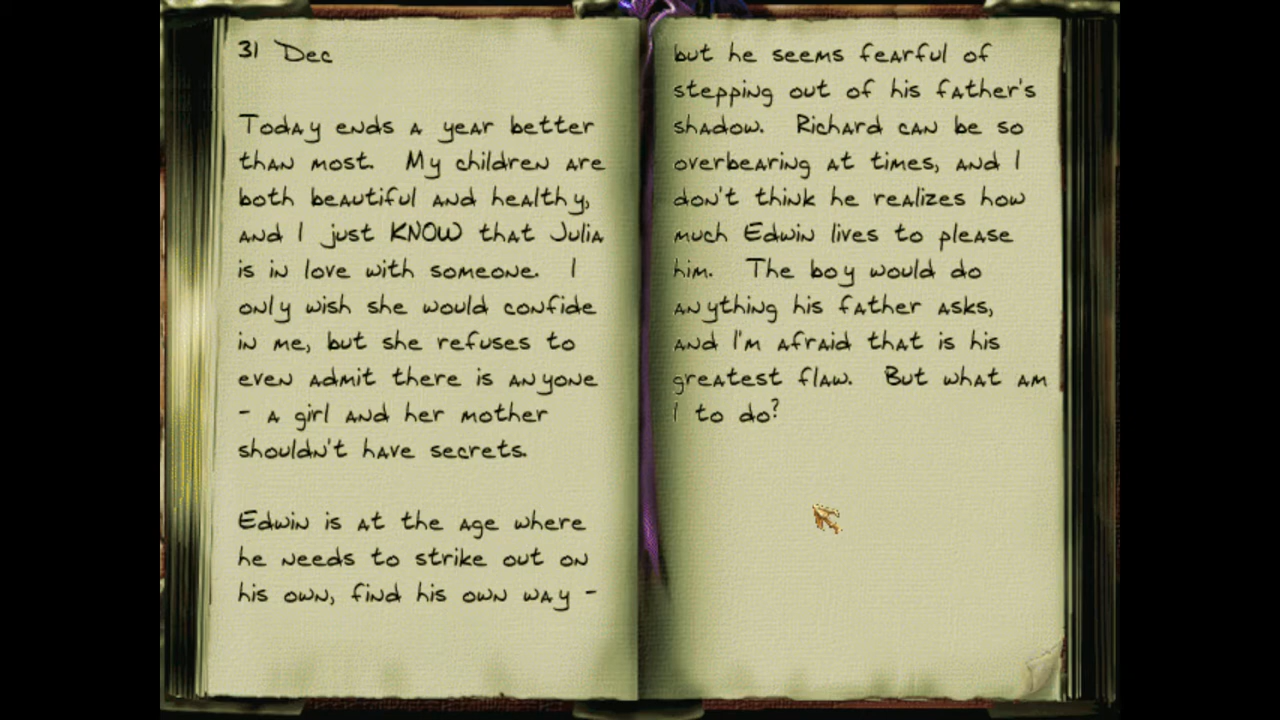 31 Dec
Today ends a year better
than most. My children are
both beautiful and healthy,
and I just KNOW that Julia
is in love with someone. I
only wish she would confide
in me, but she refuses to
even admit there is anyone
- a girl and her mother
shouldn't have secrets.
Edwin is at the age where
he needs to strike out on
his own, find his own way -
but he seems fearful of
stepping out of his father's
shadow. Richard can be so
overbearing at times, and I
don't think he realizes how
much Edwin lives to please
him. The boy would do
anything his father asks,
and I'm afraid that is his
greatest flaw. But what am
I to do?